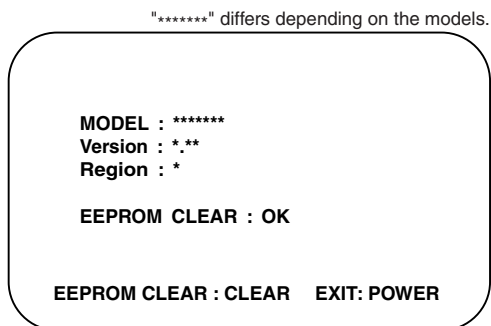 "*******" differs depending on the models.
MODEL : *******
Version : *.**
Region : *
EEPROM CLEAR : OK
EEPROM CLEAR : CLEAR EXIT: POWER